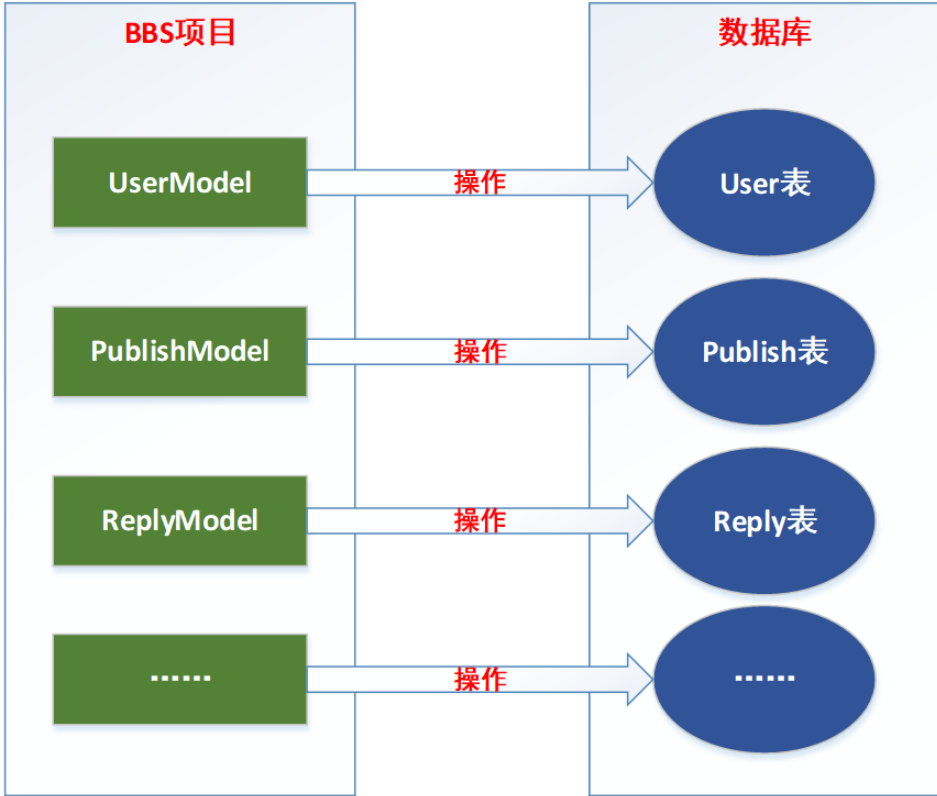 BBS项目
数据库
UserModel
操作
User表
PublishModel
操作
Publish表
ReplyModel
操作
Reply表
……
操作
……